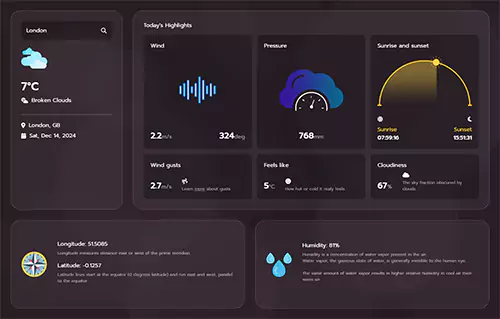 London
7°C
Broken Clouds
London, GB
Sat, Dec 14, 2024
Today's Highlights
Wind
2.2m/s
324deg
Pressure
768mm
Sunrise and sunset
Sunrise
07:59:16
Sunset
15:51:31
Wind gusts
2.7m/s
Learn more about gusts
Feels like
5°C
How hot or cold it really feels
Cloudiness
67%
The sky fraction obscured by
clouds
Longitude: 51.5085
Longitude measures distance east or west of the prime meridian.
Latitude: -0.1257
Latitude lines start at the equator (0 degrees latitude) and run east and west, parallel
to the equator
Humidity: 81%
Humidity is a concentration of water vapor present in the air.
Water vapor, the gaseous state of water, is generally invisible to the human eye.
The same amount of water vapor results in higher relative humidity in cool air than
warm air